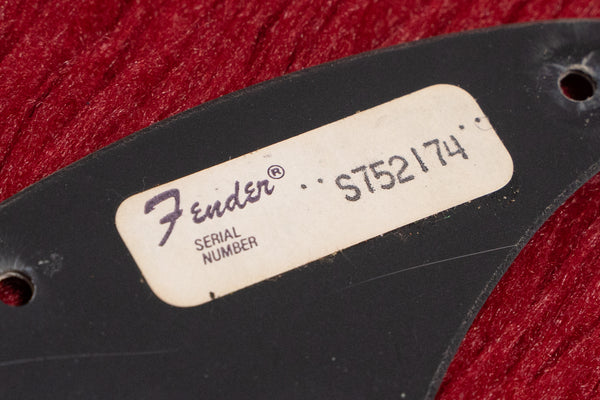 Fender®
SERIAL
NUMBER
S752174